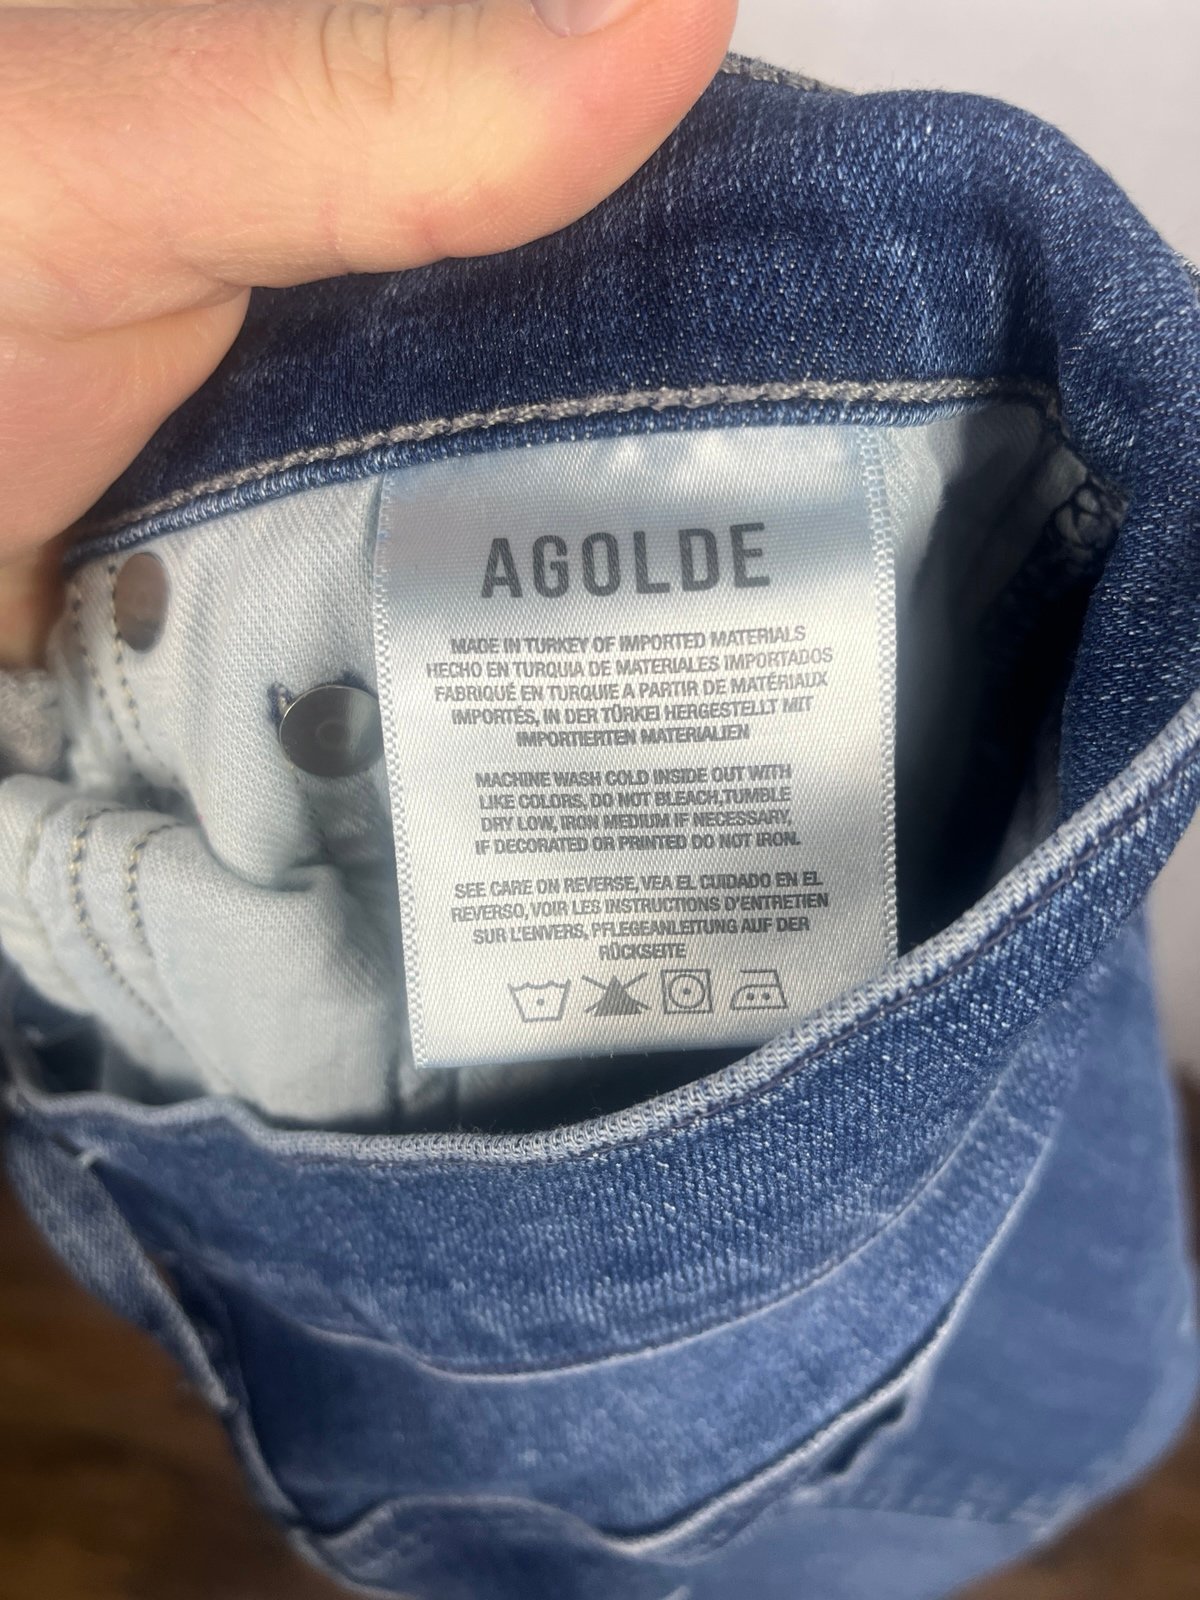 AGOLDE
MADE IN TURKEY OF IMPORTED MATERIALS
HECHO EN TURQUIA DE MATERIALES IMPORTADOS
FABRIQUÉ EN TURQUIE A PARTIR DE MATÉRIAUX
IMPORTÉS, IN DER TÜRKEI HERGESTELLT MIT
IMPORTIERTEN MATERIALIEN
MACHINE WASH COLD INSIDE OUT WITH
LIKE COLORS, DO NOT BLEACH,TUMBLE
DRY LOW, IRON MEDIUM IF NECESSARY,
IF DECORATED OR PRINTED DO NOT IRON.
SEE CARE ON REVERSE, VEA EL CUIDADO EN EL
REVERSO, VOIR LES INSTRUCTIONS D'ENTRETIEN
SUR L'ENVERS, PFLEGEANLEITUNG AUF DER
RÜCKSEITE